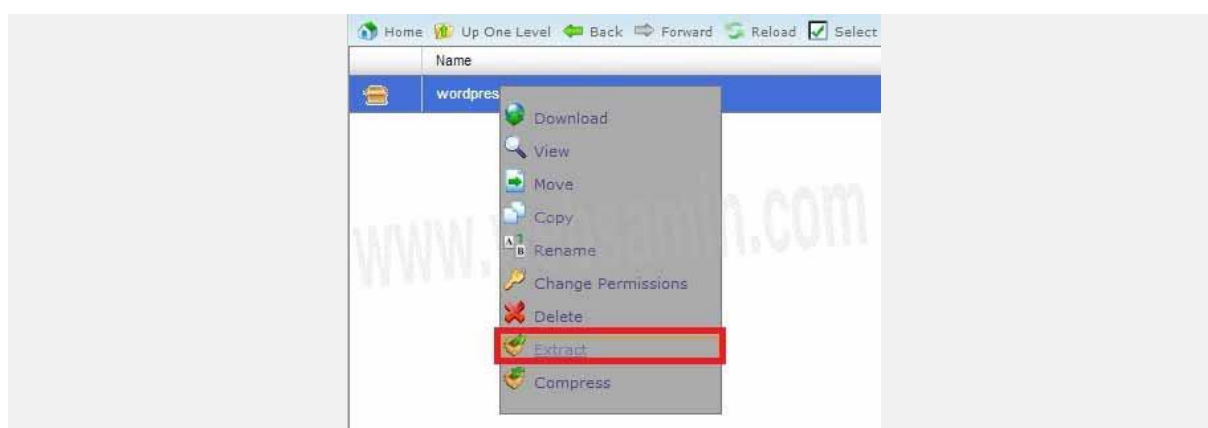 Home Up One Level Back Forward Reload Select
Name
wordpres
Download
View
Move
Copy
Rename
Change Permissions
Delete
Extract
Compress